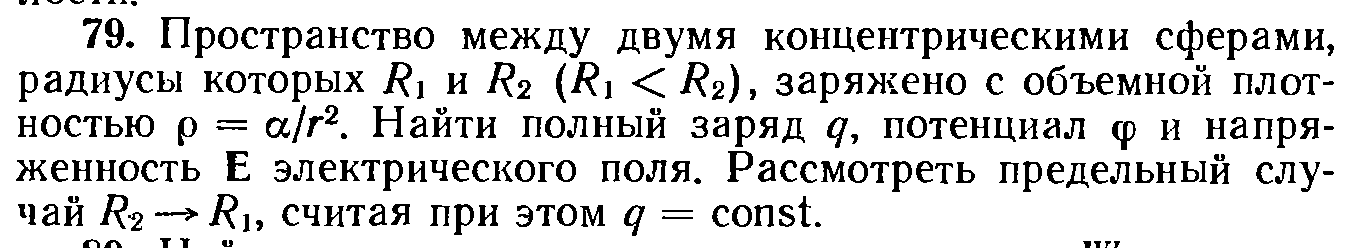 79. Пространство между двумя концентрическими сферами,
радиусы которых R₁ и R₂ (R₁ < R₂), заряжено с объемной плот-
ностью ρ = α/r². Найти полный заряд q, потенциал φ и напря-
женность E электрического поля. Рассмотреть предельный слу-
чай R₂ → R₁, считая при этом q = const.